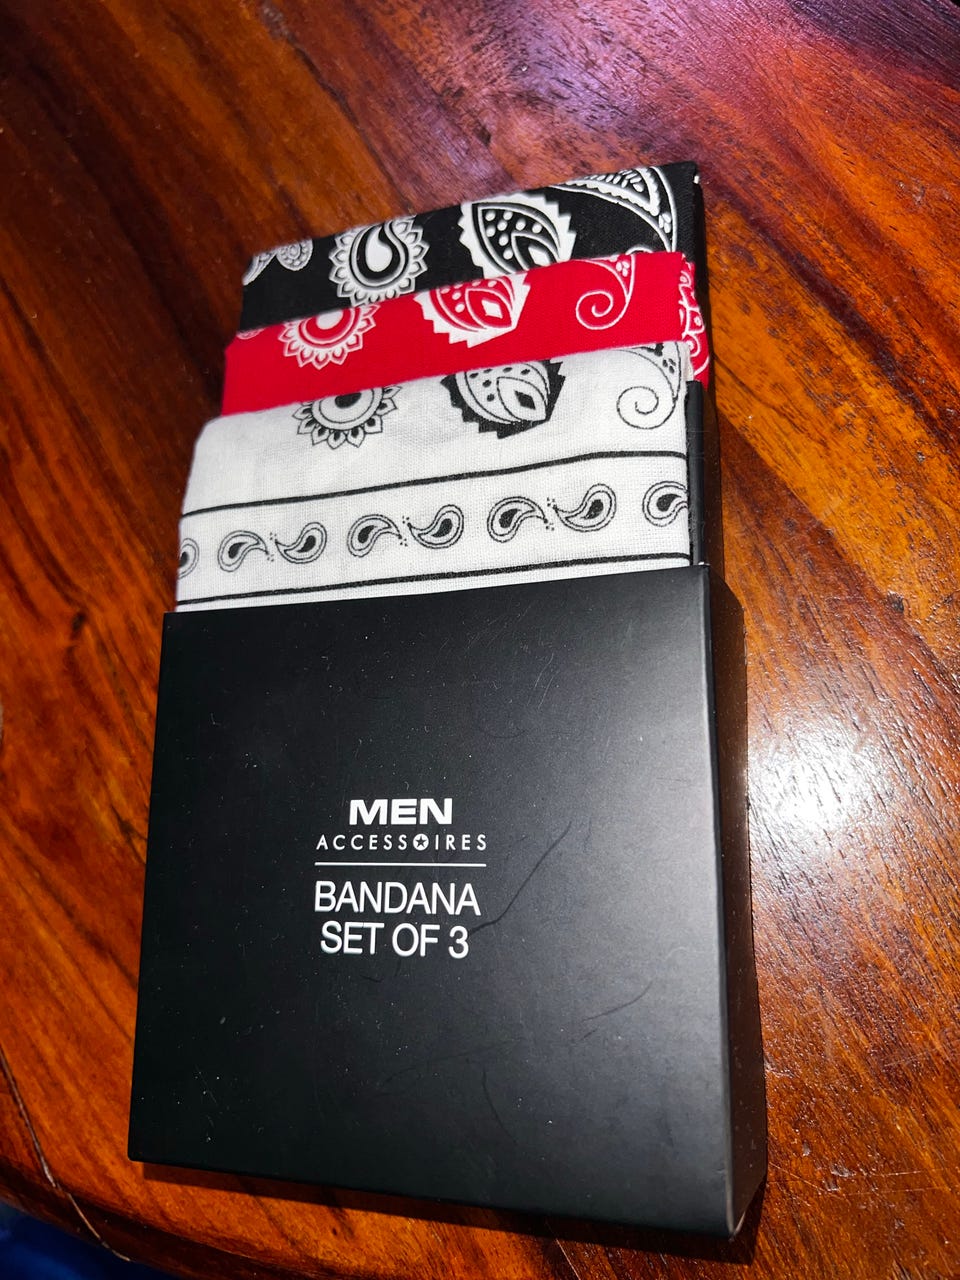 MEN
ACCESSOIRES
BANDANA
SET OF 3